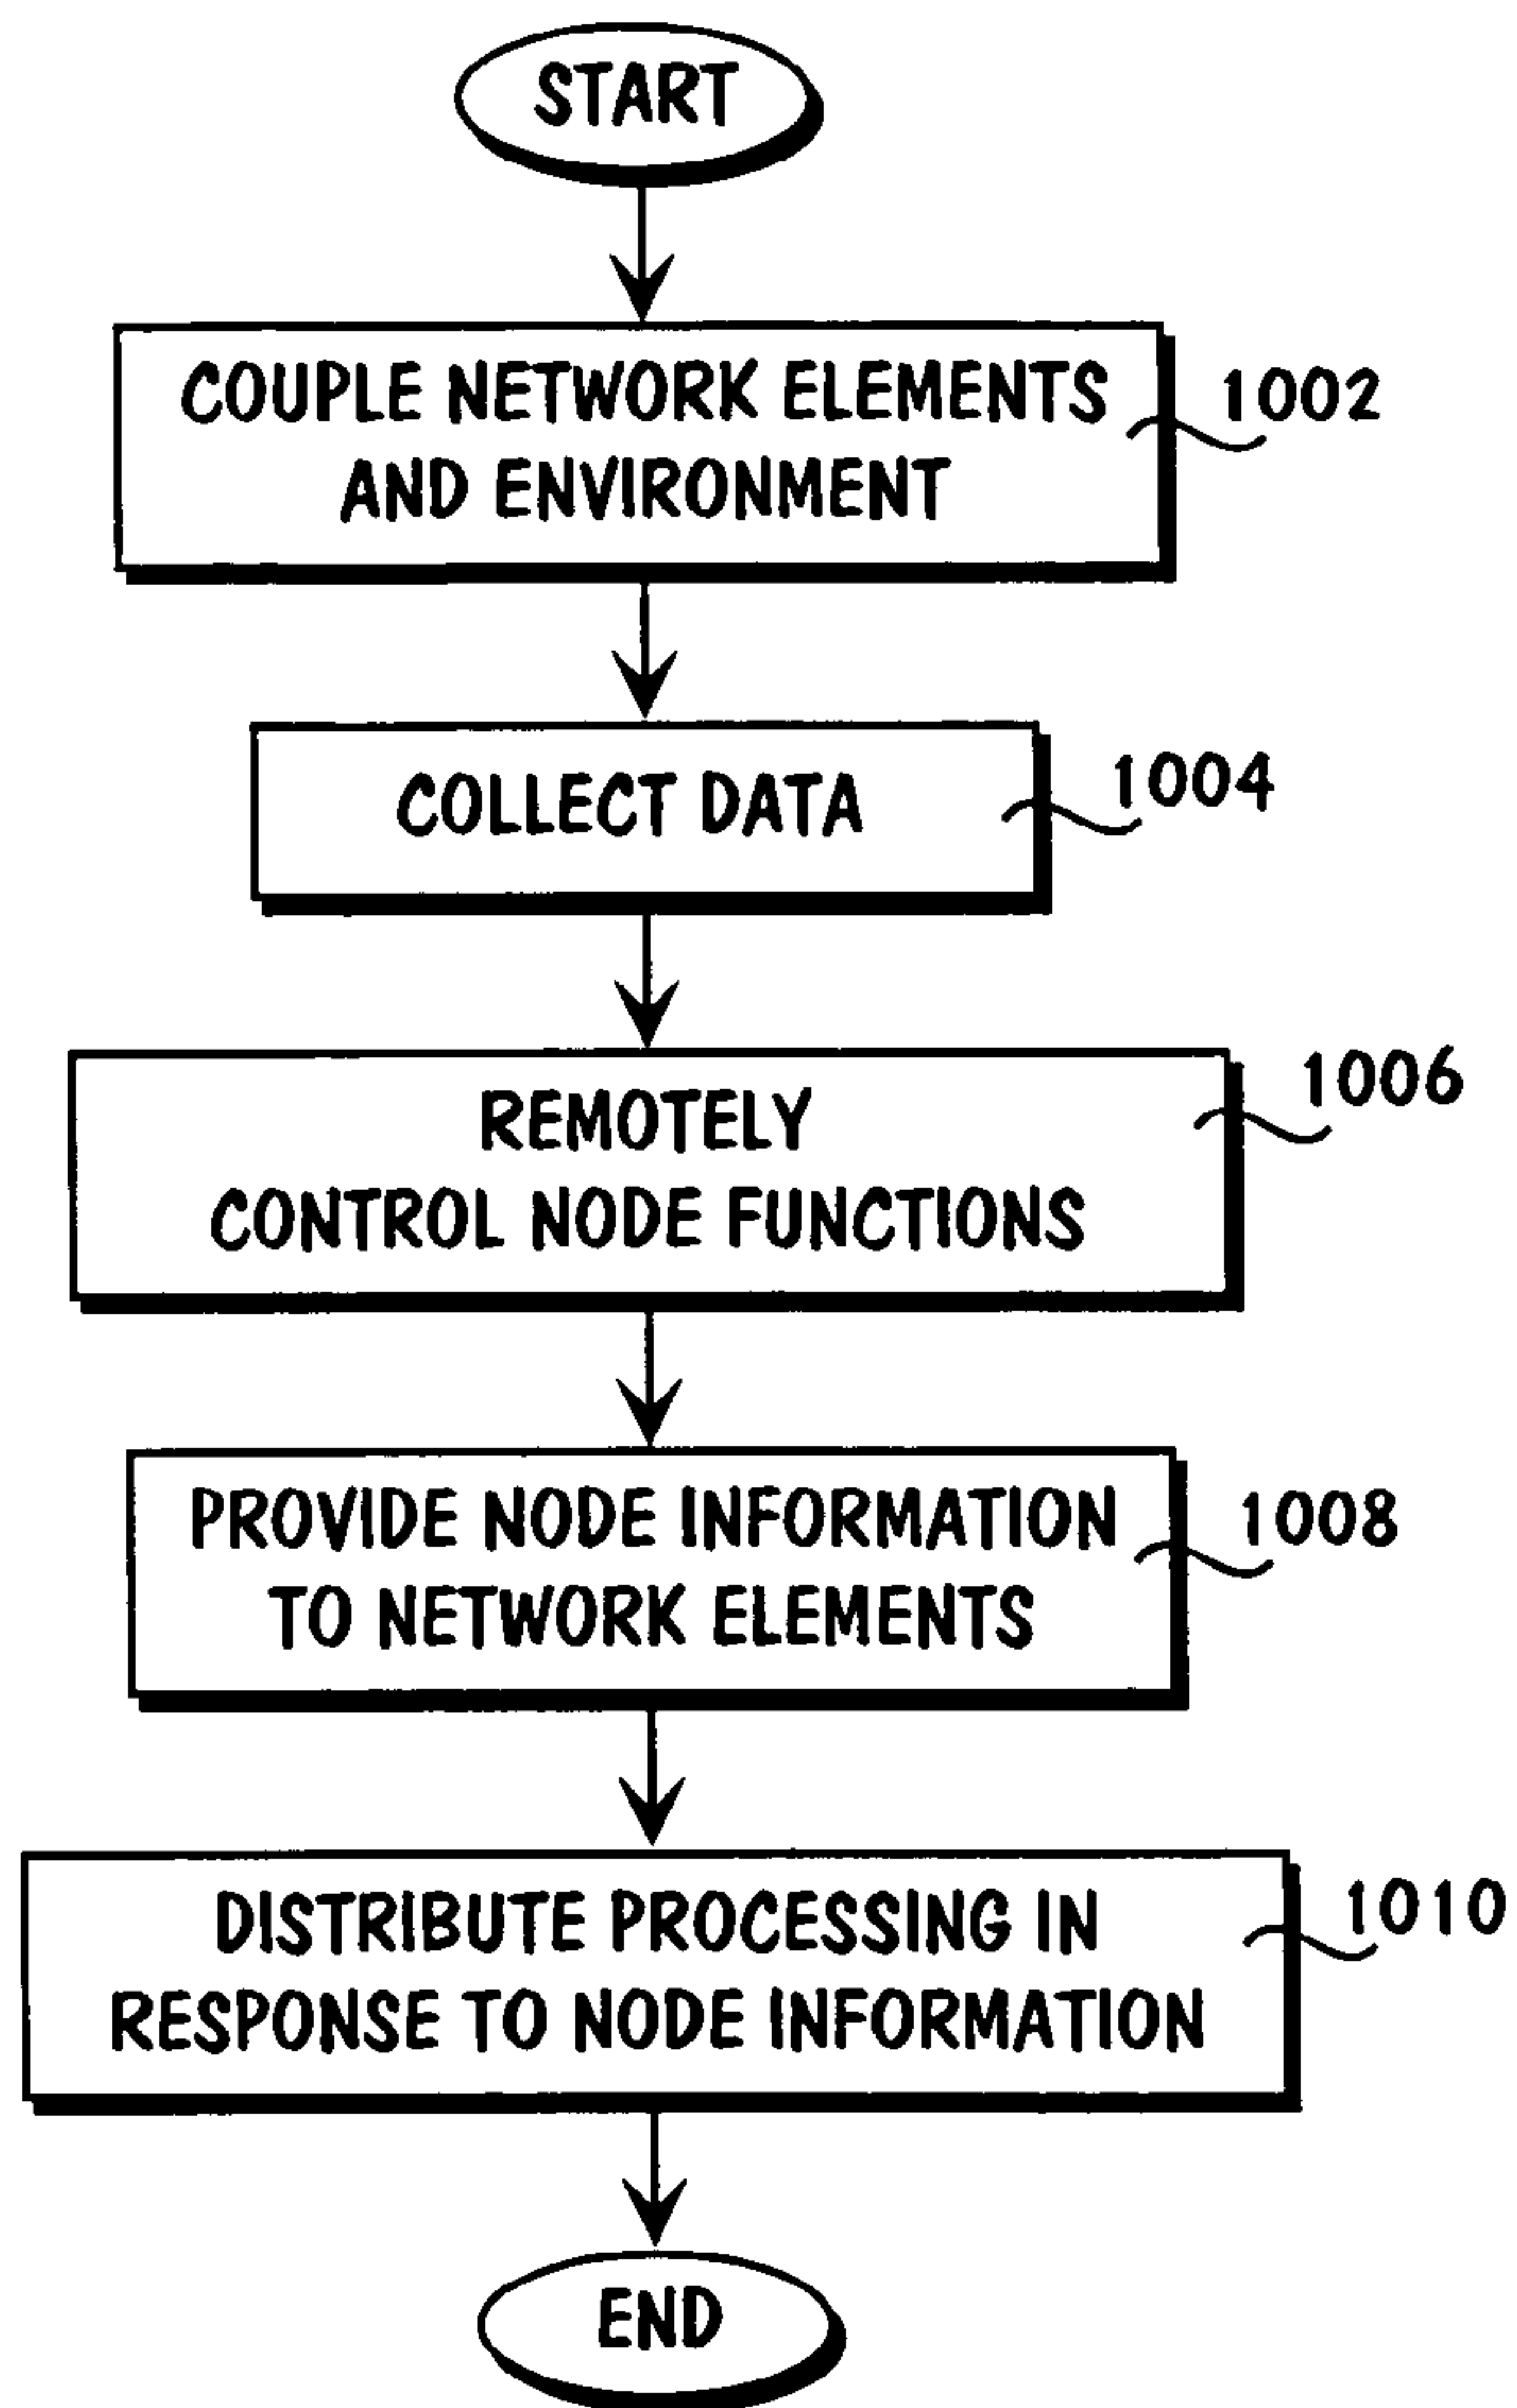 START
COUPLE NETWORK ELEMENTS
AND ENVIRONMENT
1002
COLLECT DATA
1004
REMOTELY
CONTROL NODE FUNCTIONS
1006
PROVIDE NODE INFORMATION
TO NETWORK ELEMENTS
1008
DISTRIBUTE PROCESSING IN
RESPONSE TO NODE INFORMATION
1010
END